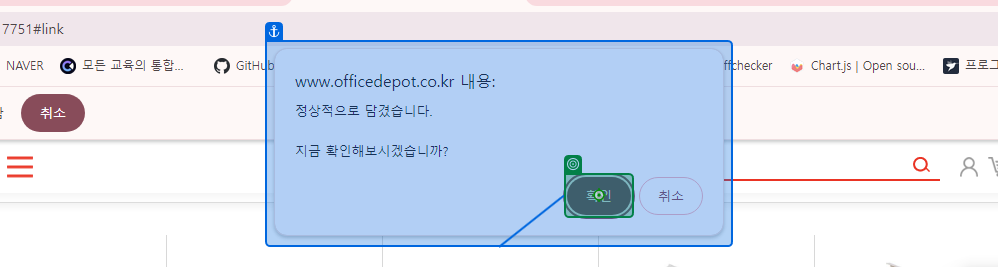 7751#link
NAVER 모든 교육의 통합... GitHub ffchecker Chart.js | Open sou... 프로그
취소
www.officedepot.co.kr 내용:
정상적으로 담겼습니다.
지금 확인해보시겠습니까?
확인 취소